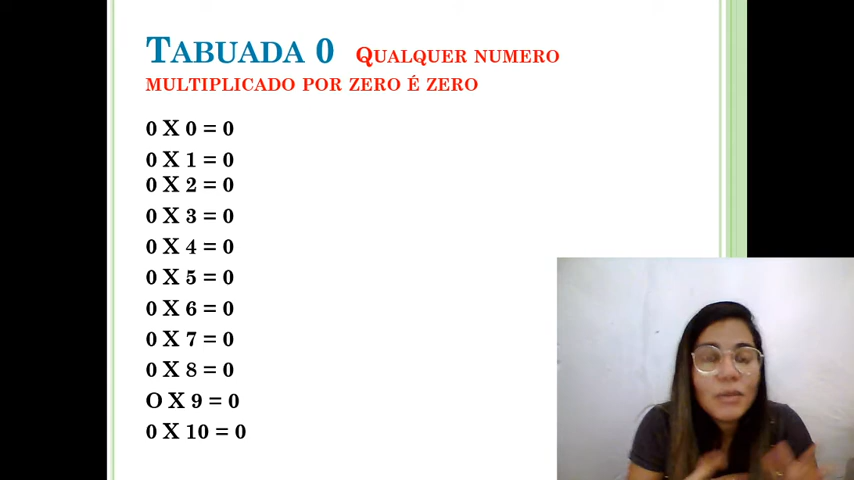 TABUADA 0 QUALQUER NUMERO
MULTIPLICADO POR ZERO É ZERO
0 X 0 = 0
0 X 1 = 0
0 X 2 = 0
0 X 3 = 0
0 X 4 = 0
0 X 5 = 0
0 X 6 = 0
0 X 7 = 0
0 X 8 = 0
O X 9 = 0
0 X 10 = 0